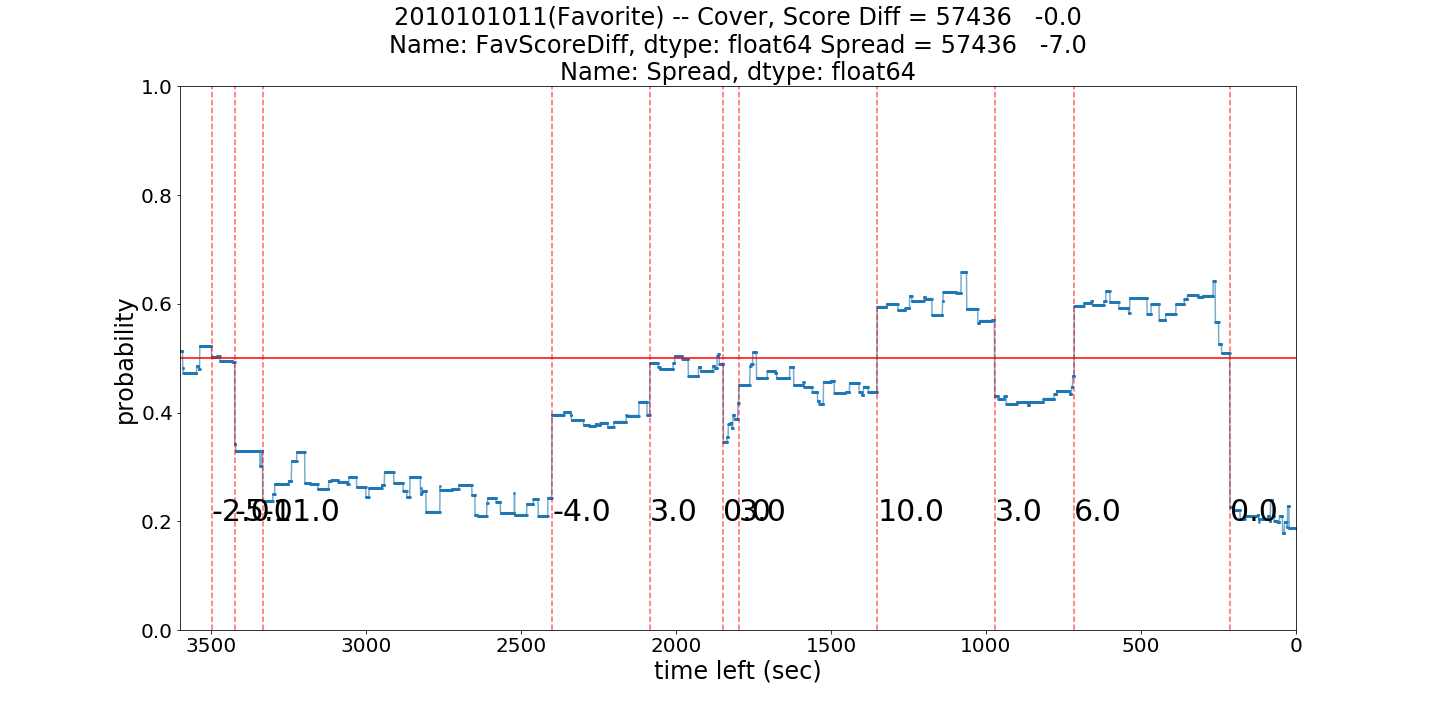 2010101011(Favorite) -- Cover, Score Diff = 57436   -0.0
Name: FavScoreDiff, dtype: float64 Spread = 57436   -7.0
Name: Spread, dtype: float64
1.0
0.8
0.6
0.4
0.2
0.0
probability
-4.0 3.0 3.0 10.0 3.0 6.0 0.0
3500 3000 2500 2000 1500 1000 500 0
time left (sec)